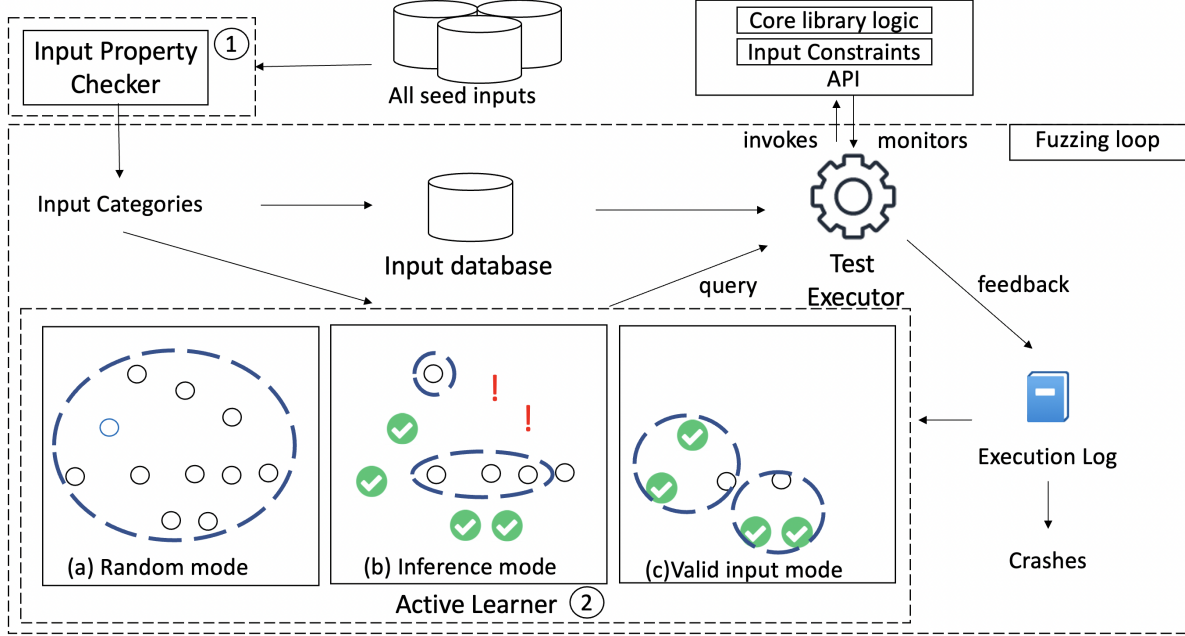 Input Property
Checker
1
All seed inputs
Core library logic
Input Constraints
API
invokes
monitors
Fuzzing loop
Input Categories
Input database
Test
Executor
query
feedback
!
!
(a) Random mode
(b) Inference mode
(c)Valid input mode
Active Learner 2
Execution Log
Crashes